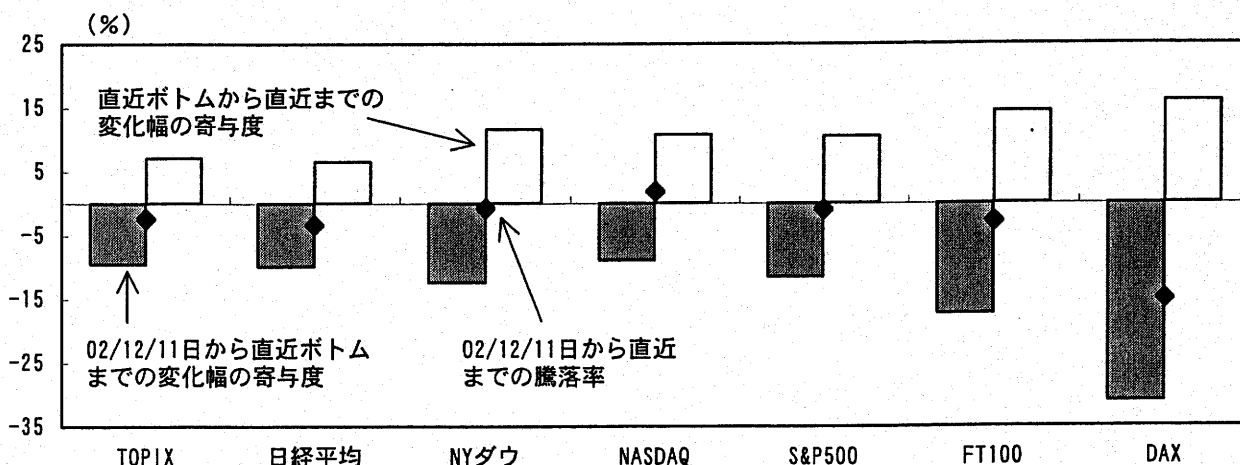 (%)
25
15
5
-5
-15
-25
-35
直近ボトムから直近までの
変化幅の寄与度
02/12/11日から直近ボトム
までの変化幅の寄与度
02/12/11日から直近
までの騰落率
TOPIX
日経平均
NYダウ
NASDAQ
S&P500
FT100
DAX